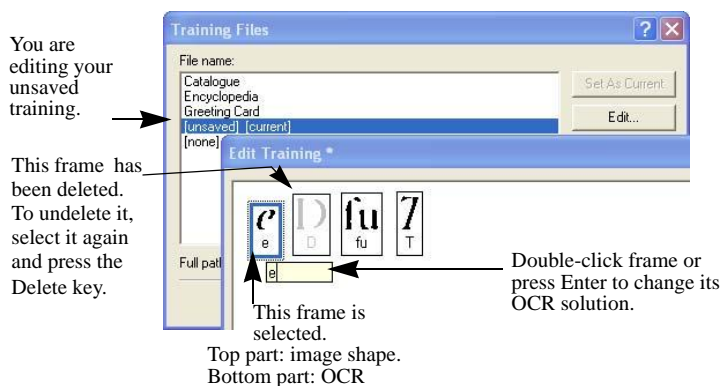 Training Files
You are
editing your
unsaved
training.
File name:
Catalogue
Encyclopedia
Greeting Card
[unsaved] [current]
[none]
Set As Current
Edit...
Edit Training *
This frame has
been deleted.
To undelete it,
select it again
and press the
Delete key.
e D fu 7
e D fu T
e
Full pat
Double-click frame or
press Enter to change its
OCR solution.
This frame is
selected.
Top part: image shape.
Bottom part: OCR